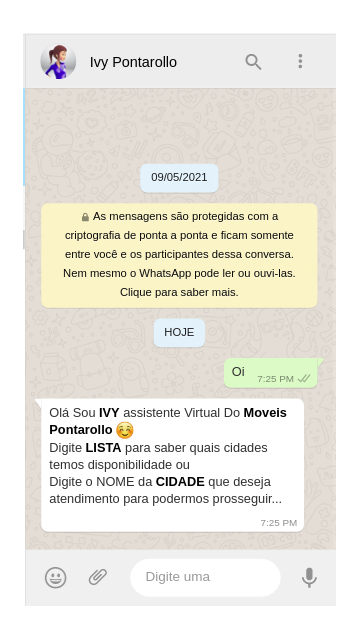 Ivy Pontarollo
09/05/2021
As mensagens são protegidas com a
criptografia de ponta a ponta e ficam somente
entre você e os participantes dessa conversa.
Nem mesmo o WhatsApp pode ler ou ouvi-las.
Clique para saber mais.
HOJE
Oi
7:25 PM
Olá Sou IVY assistente Virtual Do Moveis
Pontarollo 😊
Digite LISTA para saber quais cidades
temos disponibilidade ou
Digite o NOME da CIDADE que deseja
atendimento para podermos prosseguir...
7:25 PM
Digite uma